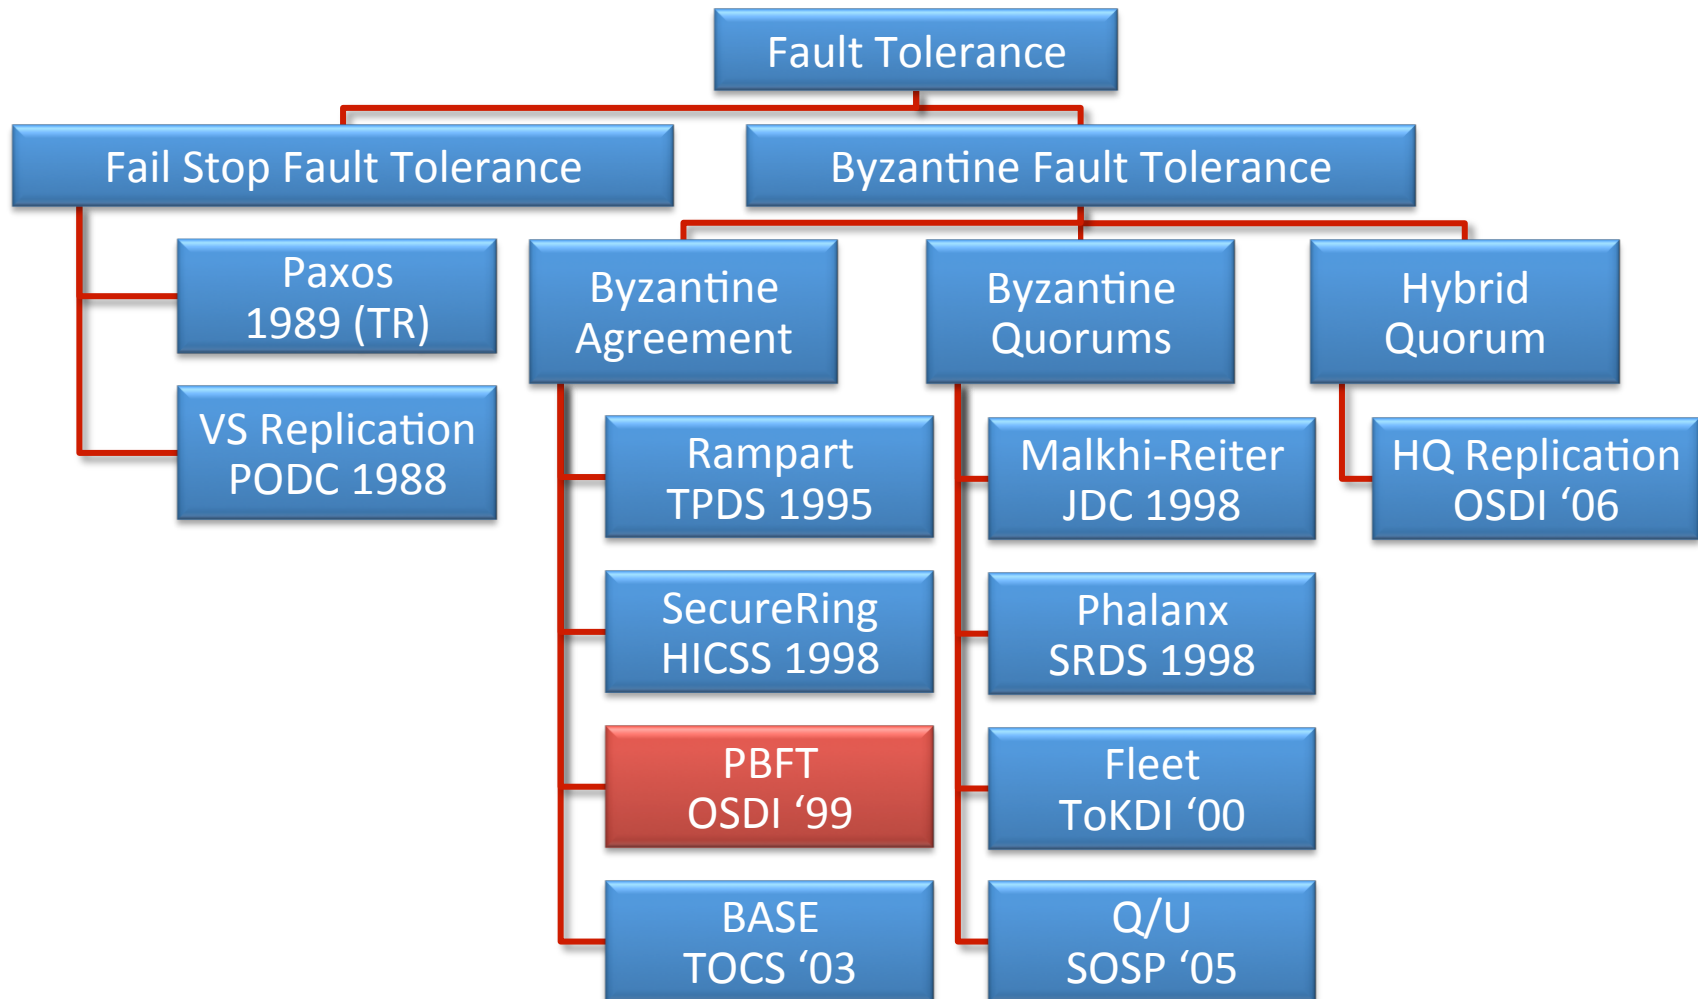 Fault Tolerance
Fail Stop Fault Tolerance
Byzantine Fault Tolerance
Paxos
1989 (TR)
VS Replication
PODC 1988
Byzantine
Agreement
Rampart
TPDS 1995
SecureRing
HICSS 1998
PBFT
OSDI ‘99
BASE
TOCS ‘03
Byzantine
Quorums
Malkhi-Reiter
JDC 1998
Phalanx
SRDS 1998
Fleet
ToKDI ‘00
Q/U
SOSP ‘05
Hybrid
Quorum
HQ Replication
OSDI ‘06